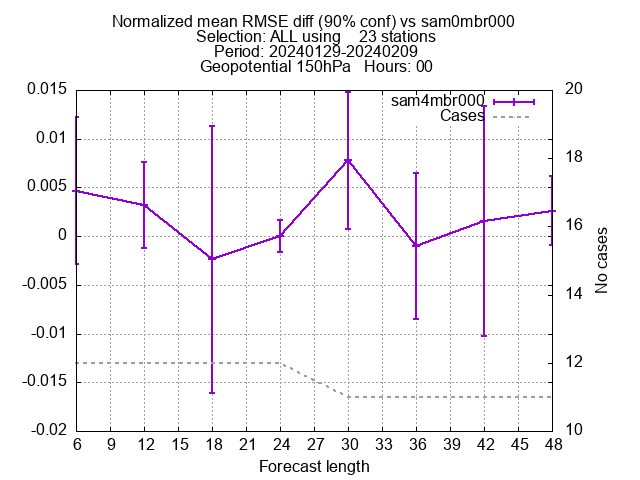 Normalized mean RMSE diff (90% conf) vs sam0mbr000
Selection: ALL using    23 stations
Period: 20240129-20240209
Geopotential 150hPa   Hours: 00
sam4mbr000
Cases
0.015
0.01
0.005
0
-0.005
-0.01
-0.015
-0.02
20
18
16
14
12
10
No cases
6 9 12 15 18 21 24 27 30 33 36 39 42 45 48
Forecast length